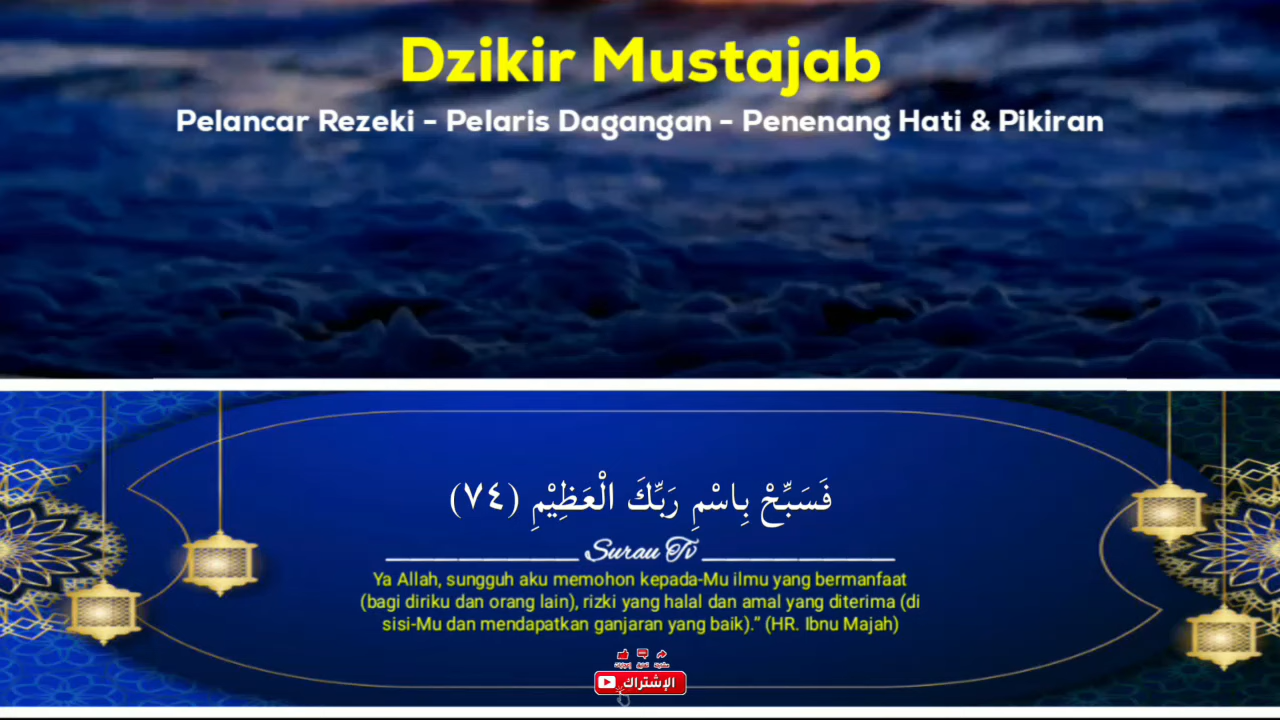 Dzikir Mustajab
Pelancar Rezeki - Pelaris Dagangan - Penenang Hati & Pikiran
فَسَبِّحْ بِاسْمِ رَبِّكَ الْعَظِيْمِ (٧٤)
Surau Tv
Ya Allah, sungguh aku memohon kepada-Mu ilmu yang bermanfaat
(bagi diriku dan orang lain), rizki yang halal dan amal yang diterima (di
sisi-Mu dan mendapatkan ganjaran yang baik).” (HR. Ibnu Majah)
الإشتراك